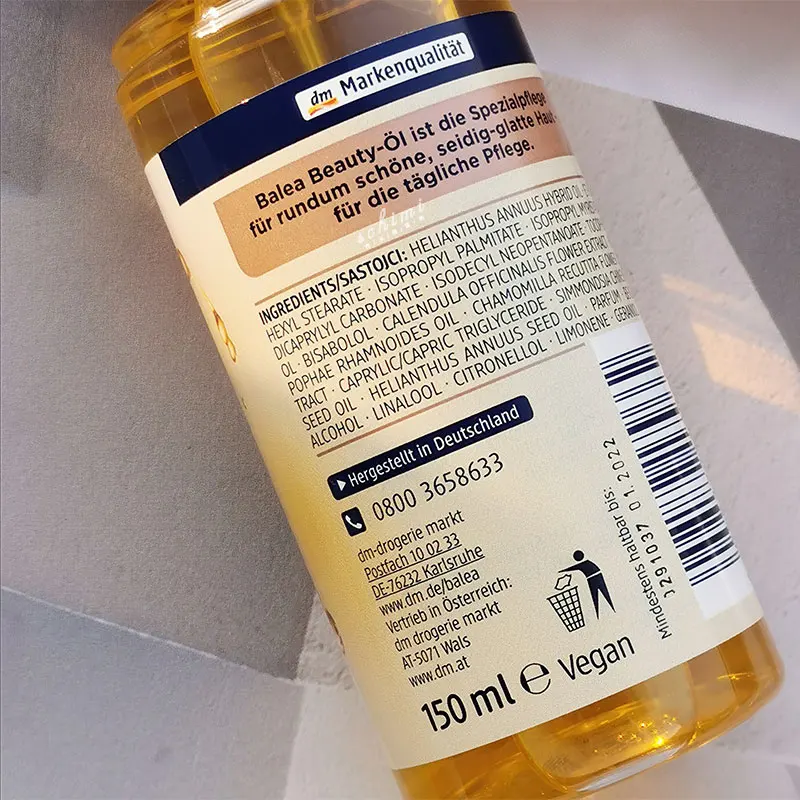 dm Markenqualität
Balea Beauty-Öl ist die Spezialpflege
für rundum schöne, seidig-glatte Haut -
für die tägliche Pflege.
schimi
INGREDIENTS/SASTOJCI: HELIANTHUS ANNUUS HYBRID OIL ·
HEXYL STEARATE · ISOPROPYL PALMITATE · ISOPROPYL
DICAPRYLYL CARBONATE · ISODECYL NEOPENTANOATE ·
OL · BISABOLOL · CALENDULA OFFICINALIS FLOWER EXTRACT
POPHAE RHAMNOIDES OIL · CHAMOMILLA RECUTITA FLOWER
TRACT · CAPRYLIC/CAPRIC TRIGLYCERIDE · SIMMONDSIA
SEED OIL · HELIANTHUS ANNUUS SEED OIL · PARFUM ·
ALCOHOL · LINALOOL · CITRONELLOL · LIMONENE ·
Hergestellt in Deutschland
0800 3658633
dm-drogerie markt
Postfach 10 02 33
DE-76232 Karlsruhe
www.dm.de/balea
Vertrieb in Österreich:
dm drogerie markt
AT-5071 Wals
www.dm.at
150 ml ℮ Vegan
Mindestens haltbar bis:
1291037 01.2022